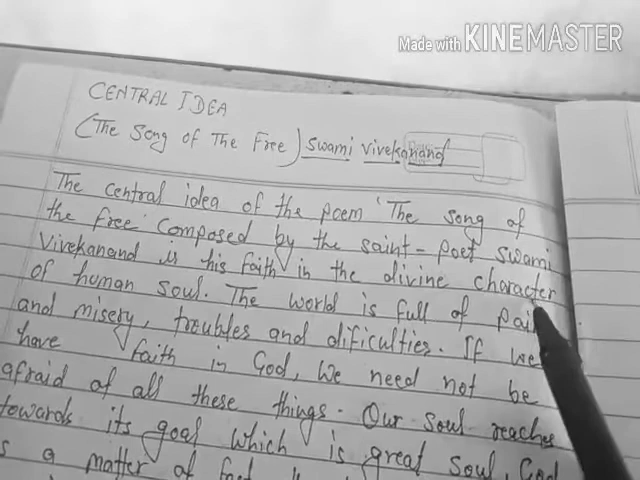 Made with KINEMASTER
CENTRAL IDEA
(The Song of The Free) Swami Vivekanand
The central idea of the poem 'The song of
the free' composed by the saint-poet swami
Vivekanand is his faith in the divine character
of human soul. The world is full of pain
and misery, troubles and dificulties. If we
have faith in God, we need not be
afraid of all these things. Our soul reaches
towards its goal which is great soul, God
is a matter of fact